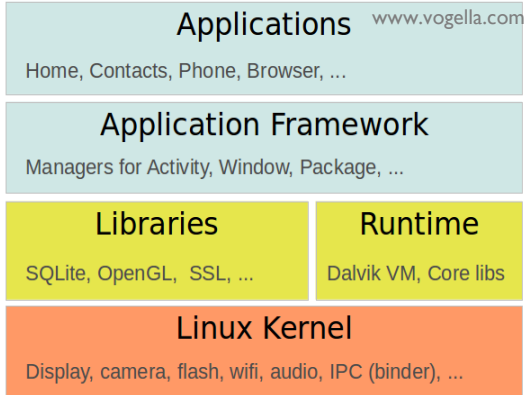 Applications
www.vogella.com
Home, Contacts, Phone, Browser, ...
Application Framework
Managers for Activity, Window, Package, ...
Libraries
SQLite, OpenGL, SSL, ...
Runtime
Dalvik VM, Core libs
Linux Kernel
Display, camera, flash, wifi, audio, IPC (binder), ...